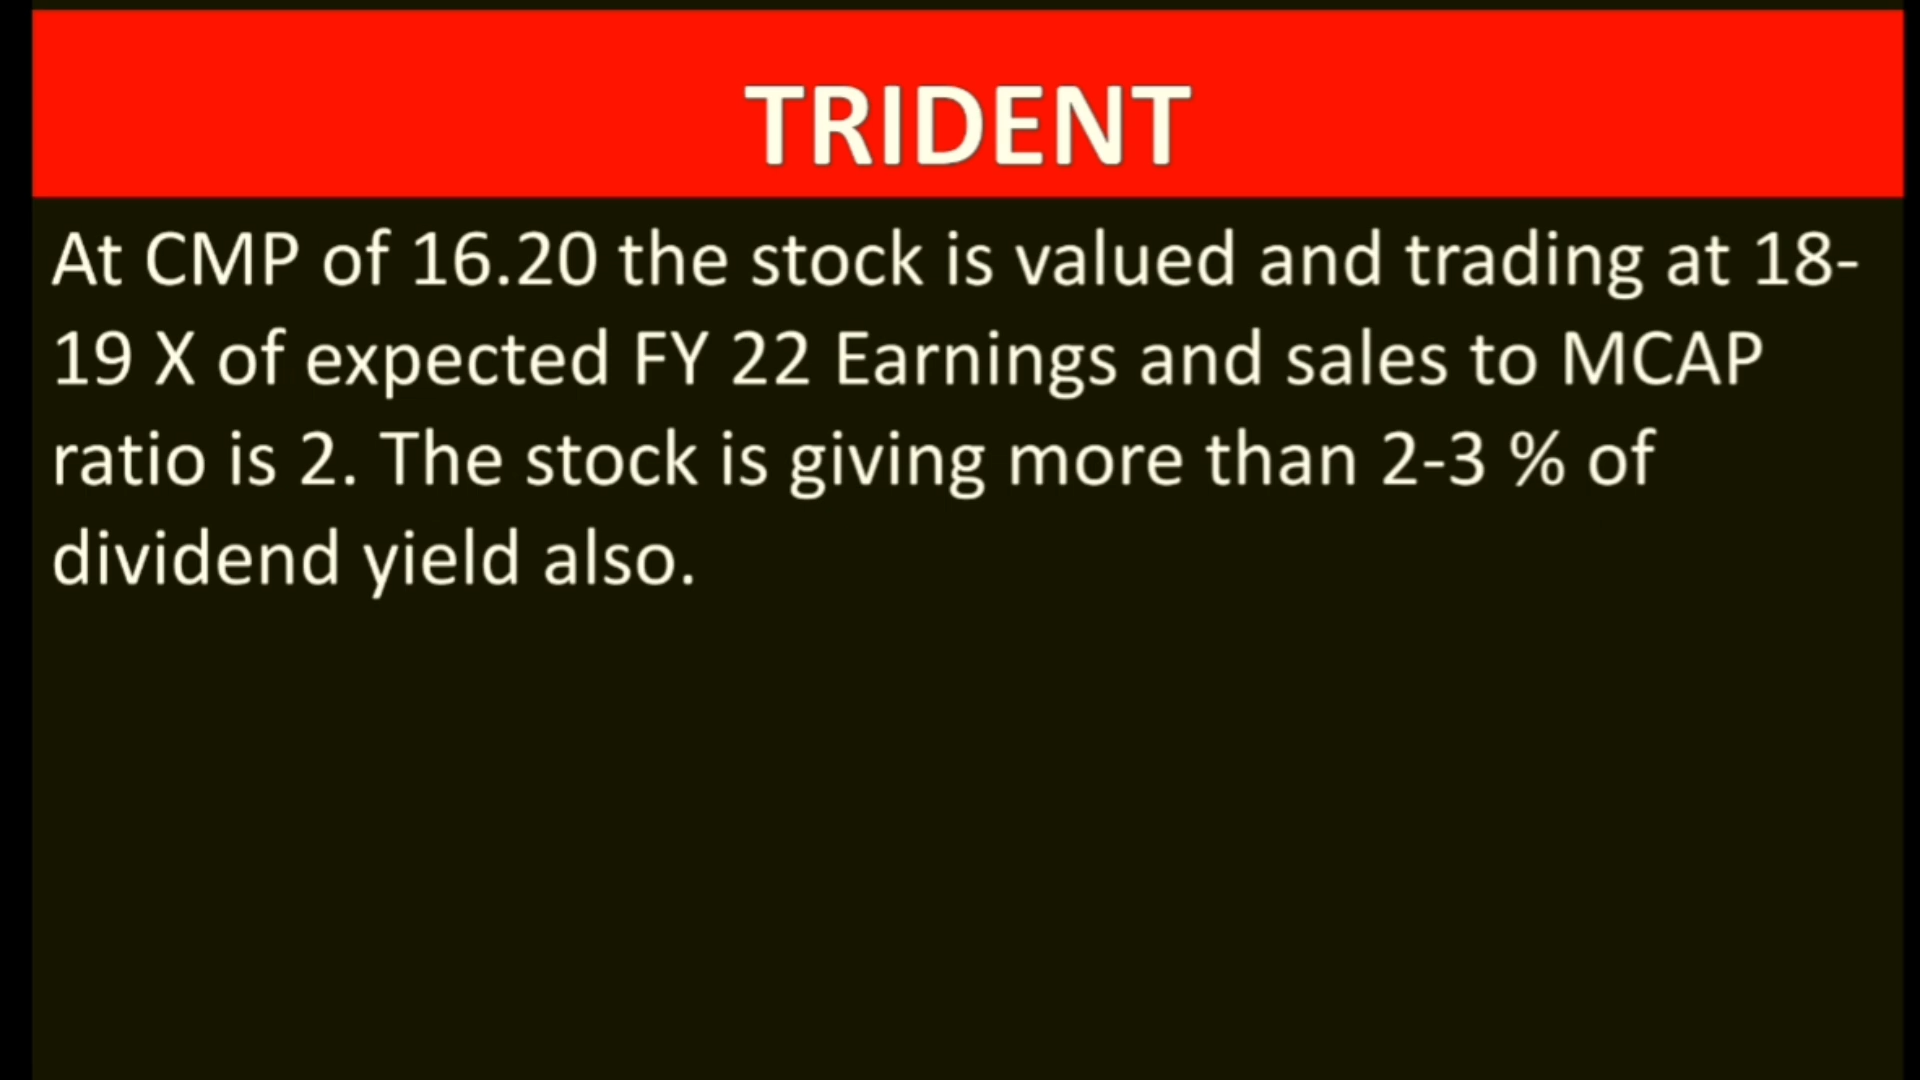 TRIDENT
At CMP of 16.20 the stock is valued and trading at 18-
19 X of expected FY 22 Earnings and sales to MCAP
ratio is 2. The stock is giving more than 2-3 % of
dividend yield also.